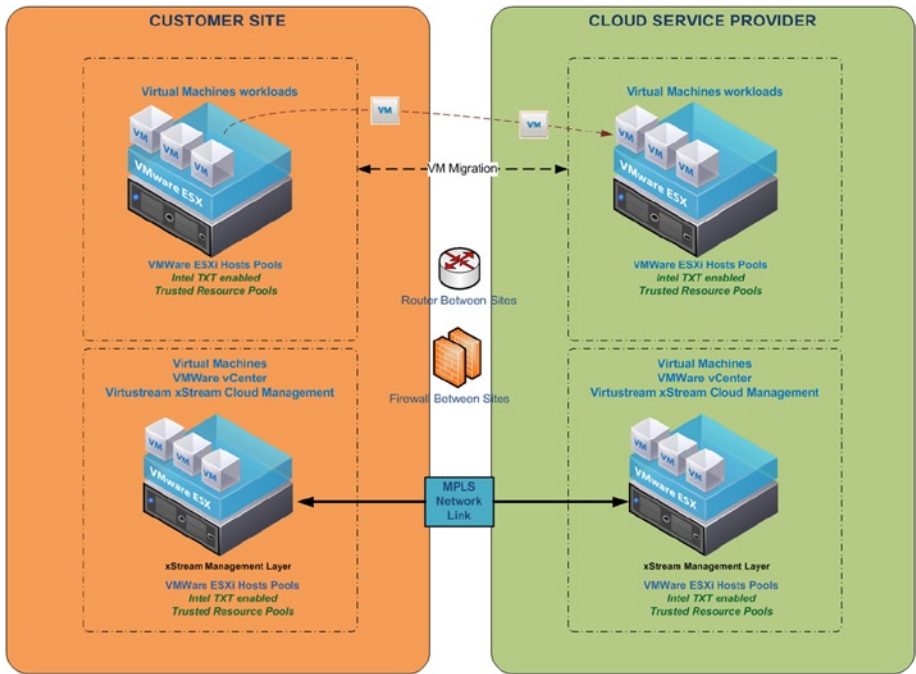 CUSTOMER SITE
CLOUD SERVICE PROVIDER
Virtual Machines workloads
VM
VM
VM
VMware ESX
VMWare ESXi Hosts Pools
Intel TXT enabled
Trusted Resource Pools
VM
VM
VM Migration
Router Between Sites
Firewall Between Sites
Virtual Machines workloads
VM
VM
VM
VMware ESX
VMWare ESXi Hosts Pools
intel TXT enabled
Trusted Resource Pools
Virtual Machines
VMWare vCenter
Virtustream xStream Cloud Management
VM
VM
VM
VMware ESX
xStream Management Layer
VMWare ESXi Hosts Pools
Intel TXT enabled
Trusted Resource Pools
MPLS
Network
Link
Virtual Machines
VMWare vCenter
Virtustream xStream Cloud Management
VM
VM
VM
VMware ESX
xStream Management Layer
VMWare ESXi Hosts Pools
Intel TXT enabled
Trusted Resource Pools